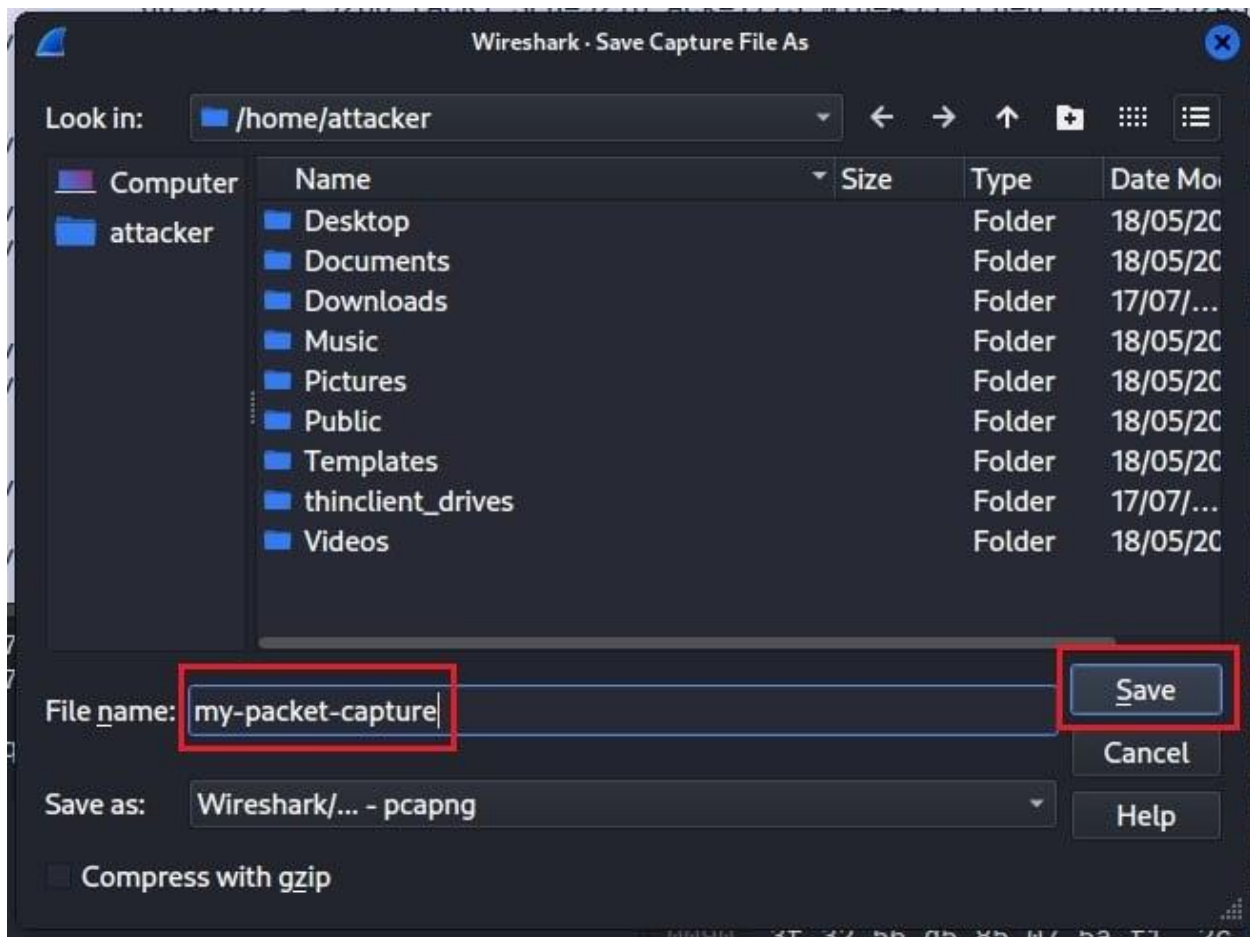 Wireshark · Save Capture File As
Look in: /home/attacker
Computer
attacker
Name Size Type Date Mo
Desktop Folder 18/05/20
Documents Folder 18/05/20
Downloads Folder 17/07/...
Music Folder 18/05/20
Pictures Folder 18/05/20
Public Folder 18/05/20
Templates Folder 18/05/20
thinclient_drives Folder 17/07/...
Videos Folder 18/05/20
File name: my-packet-capture
Save
Cancel
Save as: Wireshark/... - pcapng
Help
Compress with gzip